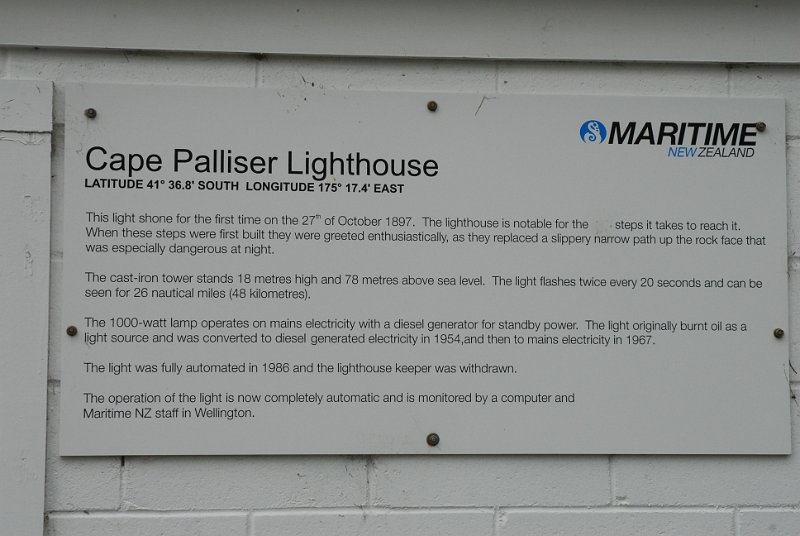 MARITIME
NEW ZEALAND
Cape Palliser Lighthouse
LATITUDE 41° 36.8' SOUTH LONGITUDE 175° 17.4' EAST
This light shone for the first time on the 27th of October 1897. The lighthouse is notable for the steps it takes to reach it.
When these steps were first built they were greeted enthusiastically, as they replaced a slippery narrow path up the rock face that
was especially dangerous at night.
The cast-iron tower stands 18 metres high and 78 metres above sea level. The light flashes twice every 20 seconds and can be
seen for 26 nautical miles (48 kilometres).
The 1000-watt lamp operates on mains electricity with a diesel generator for standby power. The light originally burnt oil as a
light source and was converted to diesel generated electricity in 1954,and then to mains electricity in 1967.
The light was fully automated in 1986 and the lighthouse keeper was withdrawn.
The operation of the light is now completely automatic and is monitored by a computer and
Maritime NZ staff in Wellington.